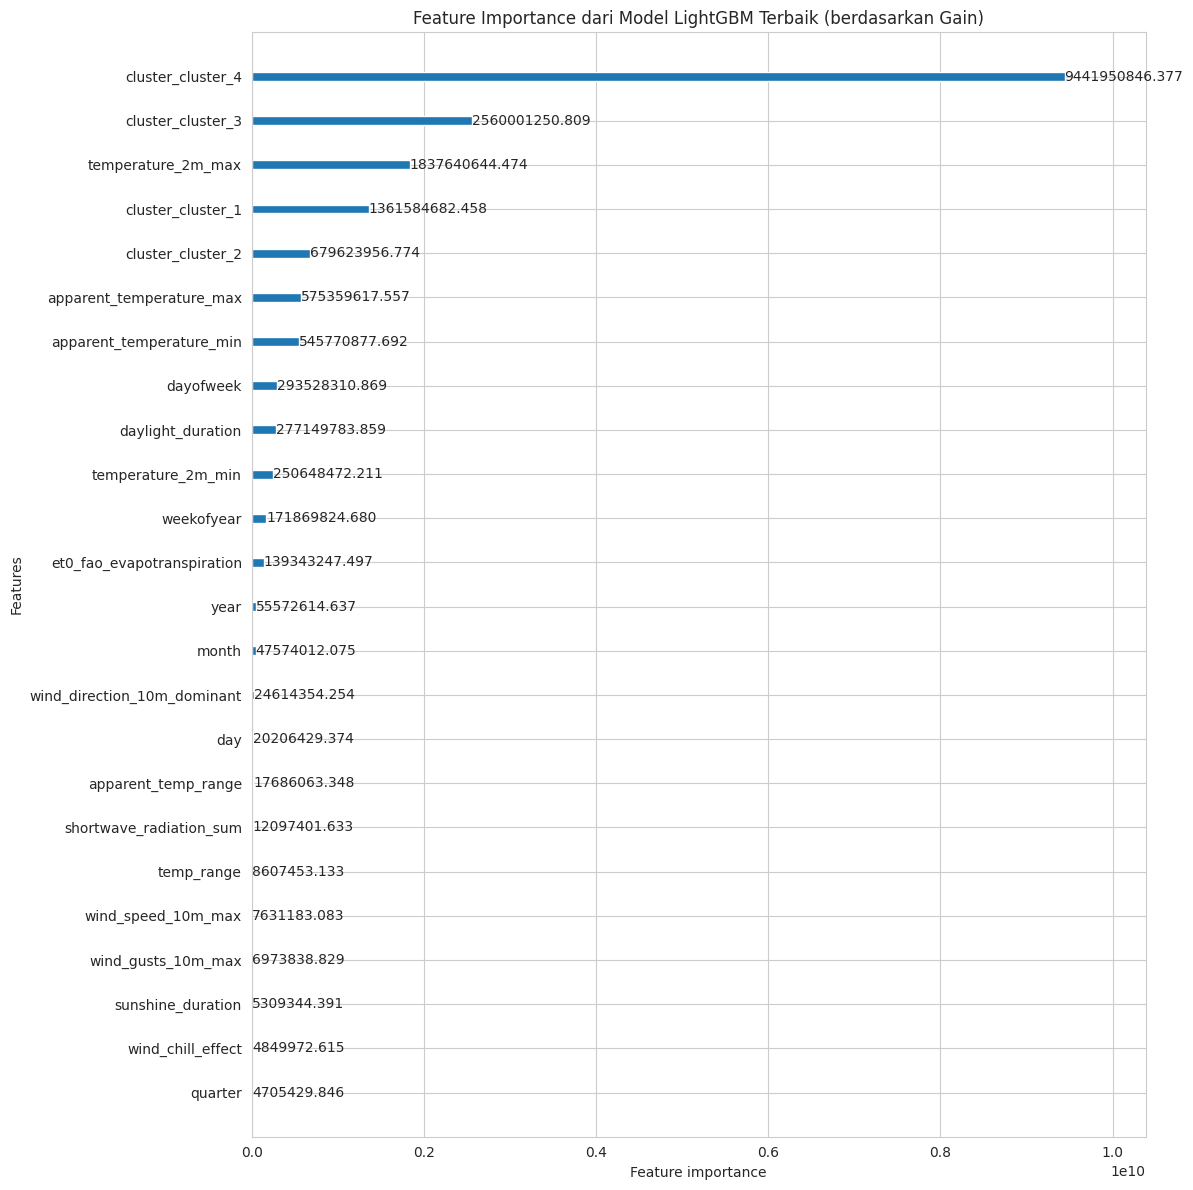 Feature Importance dari Model LightGBM Terbaik (berdasarkan Gain)
cluster_cluster_4 9441950846.377
cluster_cluster_3 2560001250.809
temperature_2m_max 1837640644.474
cluster_cluster_1 1361584682.458
cluster_cluster_2 679623956.774
apparent_temperature_max 575359617.557
apparent_temperature_min 545770877.692
dayofweek 293528310.869
daylight_duration 277149783.859
temperature_2m_min 250648472.211
weekofyear 171869824.680
et0_fao_evapotranspiration 139343247.497
Features
year 55572614.637
month 47574012.075
wind_direction_10m_dominant 24614354.254
day 20206429.374
apparent_temp_range 17686063.348
shortwave_radiation_sum 12097401.633
temp_range 8607453.133
wind_speed_10m_max 7631183.083
wind_gusts_10m_max 6973838.829
sunshine_duration 5309344.391
wind_chill_effect 4849972.615
quarter 4705429.846
0.0 0.2 0.4 0.6 0.8 1.0
1e10
Feature importance